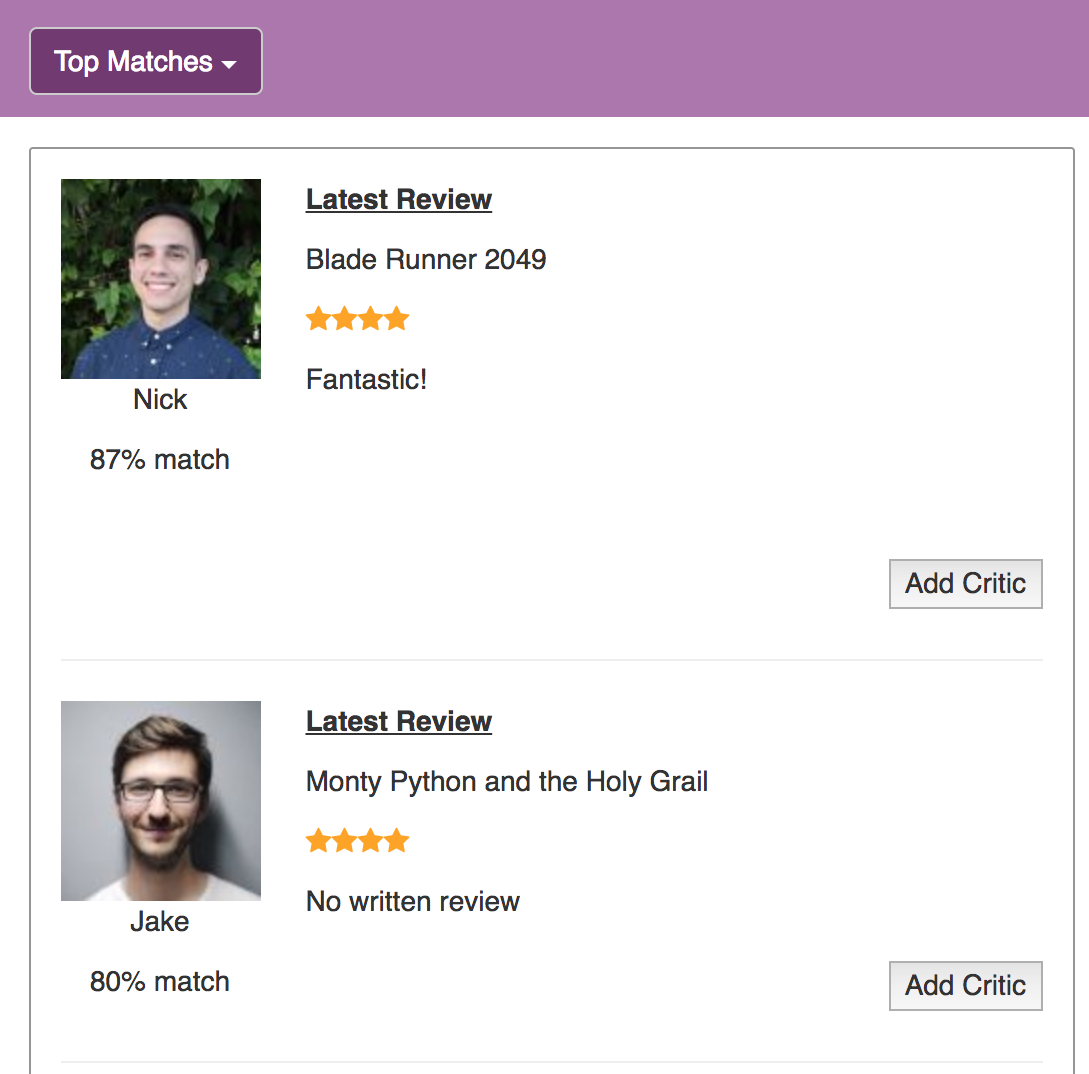 Top Matches
Latest Review
Blade Runner 2049
Fantastic!
Nick
87% match
Add Critic
Latest Review
Monty Python and the Holy Grail
No written review
Jake
80% match
Add Critic